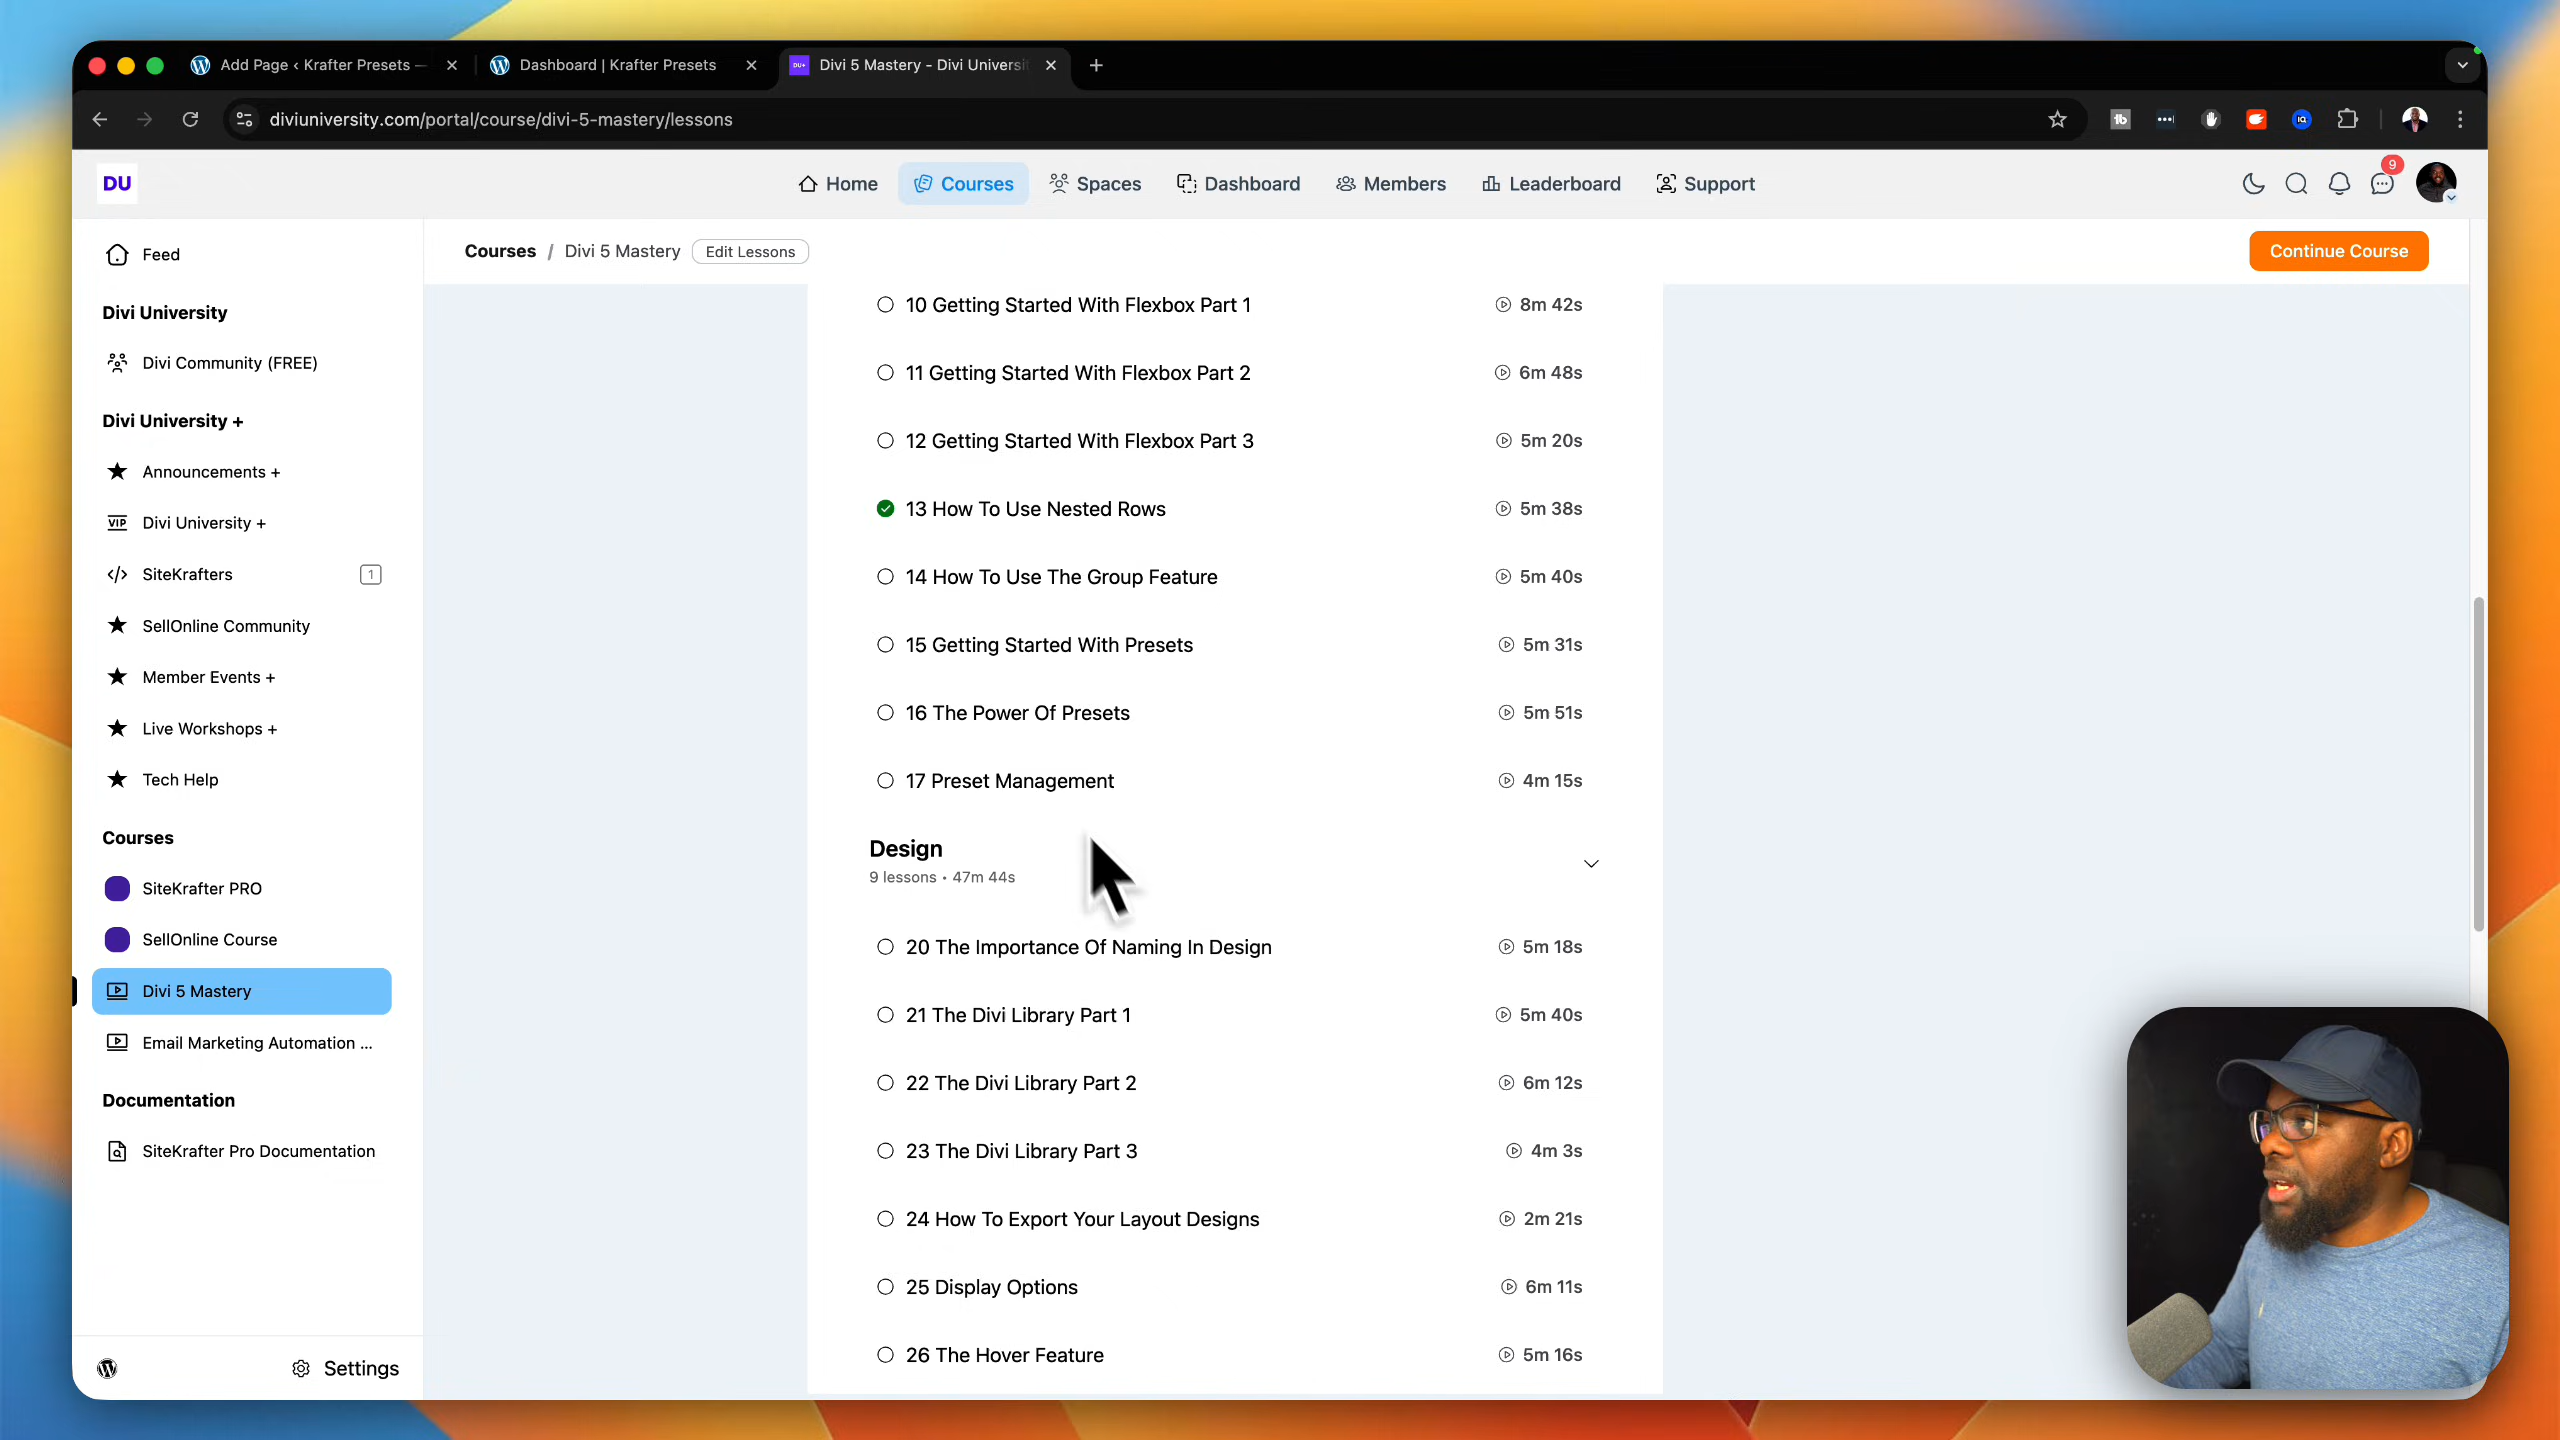 Add Page ‹ Krafter Presets —
Dashboard | Krafter Presets
DU+
Divi 5 Mastery - Divi Universi
diviuniversity.com/portal/course/divi-5-mastery/lessons
DU
Home
Courses
Spaces
Dashboard
Members
Leaderboard
Support
9
Feed
Divi University
Divi Community (FREE)
Divi University +
Announcements +
VIP
Divi University +
SiteKrafters
1
SellOnline Community
Member Events +
Live Workshops +
Tech Help
Courses
SiteKrafter PRO
SellOnline Course
Divi 5 Mastery
Email Marketing Automation ...
Documentation
SiteKrafter Pro Documentation
Settings
Courses / Divi 5 Mastery
Edit Lessons
Continue Course
10 Getting Started With Flexbox Part 1 8m 42s
11 Getting Started With Flexbox Part 2 6m 48s
12 Getting Started With Flexbox Part 3 5m 20s
13 How To Use Nested Rows 5m 38s
14 How To Use The Group Feature 5m 40s
15 Getting Started With Presets 5m 31s
16 The Power Of Presets 5m 51s
17 Preset Management 4m 15s
Design
9 lessons • 47m 44s
20 The Importance Of Naming In Design 5m 18s
21 The Divi Library Part 1 5m 40s
22 The Divi Library Part 2 6m 12s
23 The Divi Library Part 3 4m 3s
24 How To Export Your Layout Designs 2m 21s
25 Display Options 6m 11s
26 The Hover Feature 5m 16s